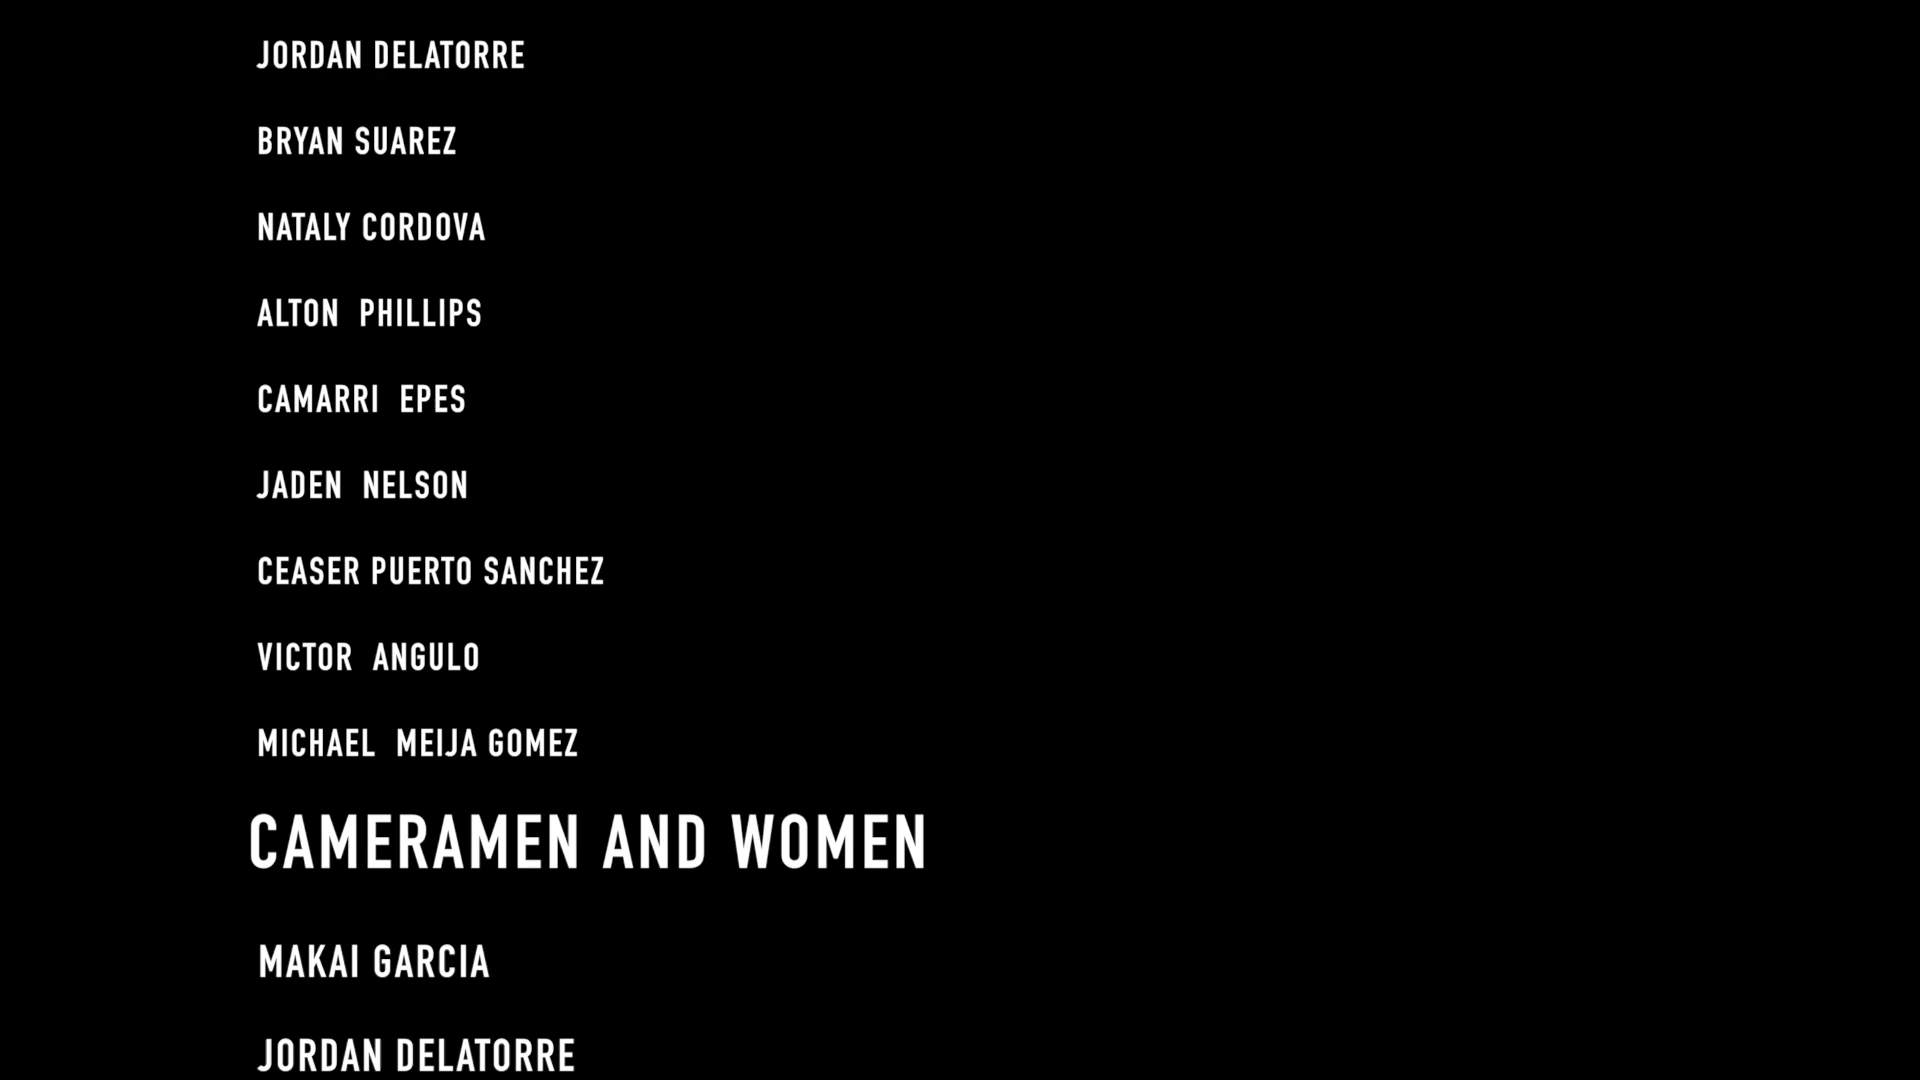 JORDAN DELATORRE
BRYAN SUAREZ
NATALY CORDOVA
ALTON  PHILLIPS
CAMARRI  EPES
JADEN  NELSON
CEASER PUERTO SANCHEZ
VICTOR  ANGULO
MICHAEL  MEIJA GOMEZ
CAMERAMEN AND WOMEN
MAKAI GARCIA
JORDAN DELATORRE